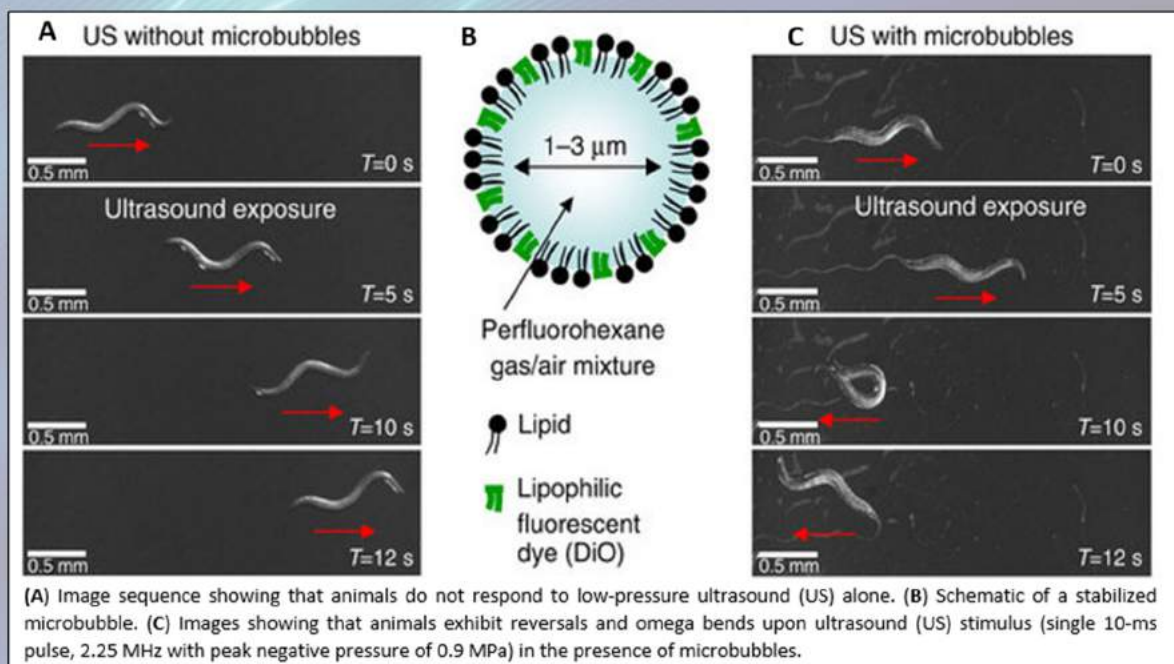 A
US without microbubbles
T=0 s
0.5 mm
Ultrasound exposure
T=5 s
0.5 mm
T=10 s
0.5 mm
T=12 s
0.5 mm
B
1–3 μm
Perfluorohexane
gas/air mixture
Lipid
Lipophilic
fluorescent
dye (DiO)
C
US with microbubbles
T=0 s
0.5 mm
Ultrasound exposure
T=5 s
0.5 mm
T=10 s
0.5 mm
T=12 s
0.5 mm
(A) Image sequence showing that animals do not respond to low-pressure ultrasound (US) alone. (B) Schematic of a stabilized
microbubble. (C) Images showing that animals exhibit reversals and omega bends upon ultrasound (US) stimulus (single 10-ms
pulse, 2.25 MHz with peak negative pressure of 0.9 MPa) in the presence of microbubbles.